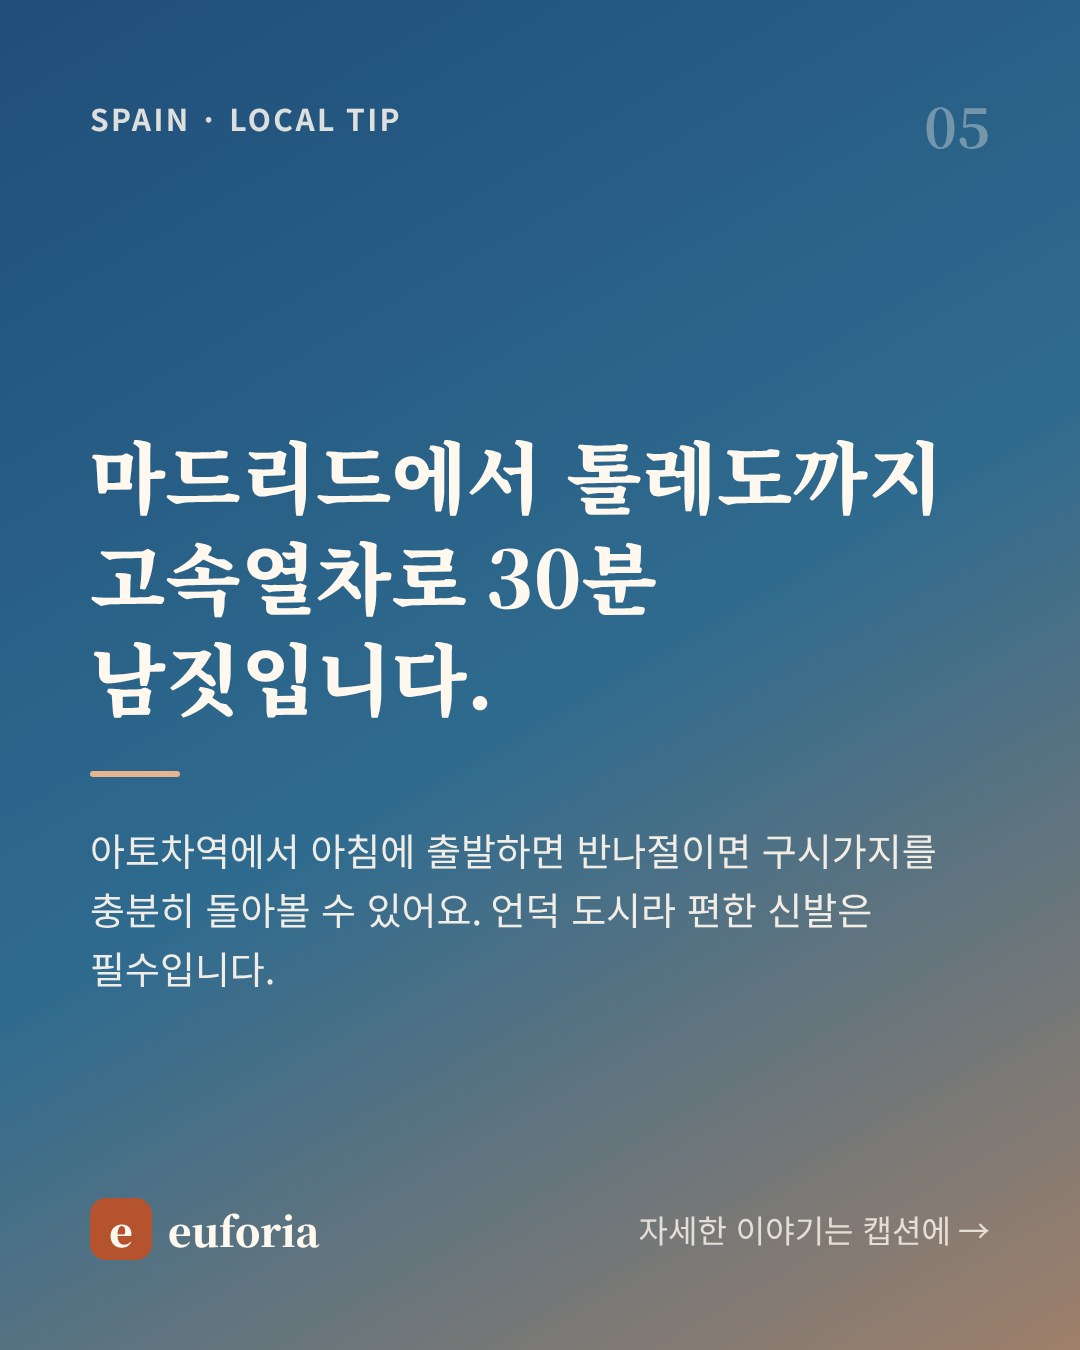 SPAIN · LOCAL TIP
05
마드리드에서 톨레도까지
고속열차로 30분
남짓입니다.
아토차역에서 아침에 출발하면 반나절이면 구시가지를
충분히 돌아볼 수 있어요. 언덕 도시라 편한 신발은
필수입니다.
e euforia
자세한 이야기는 캡션에 →